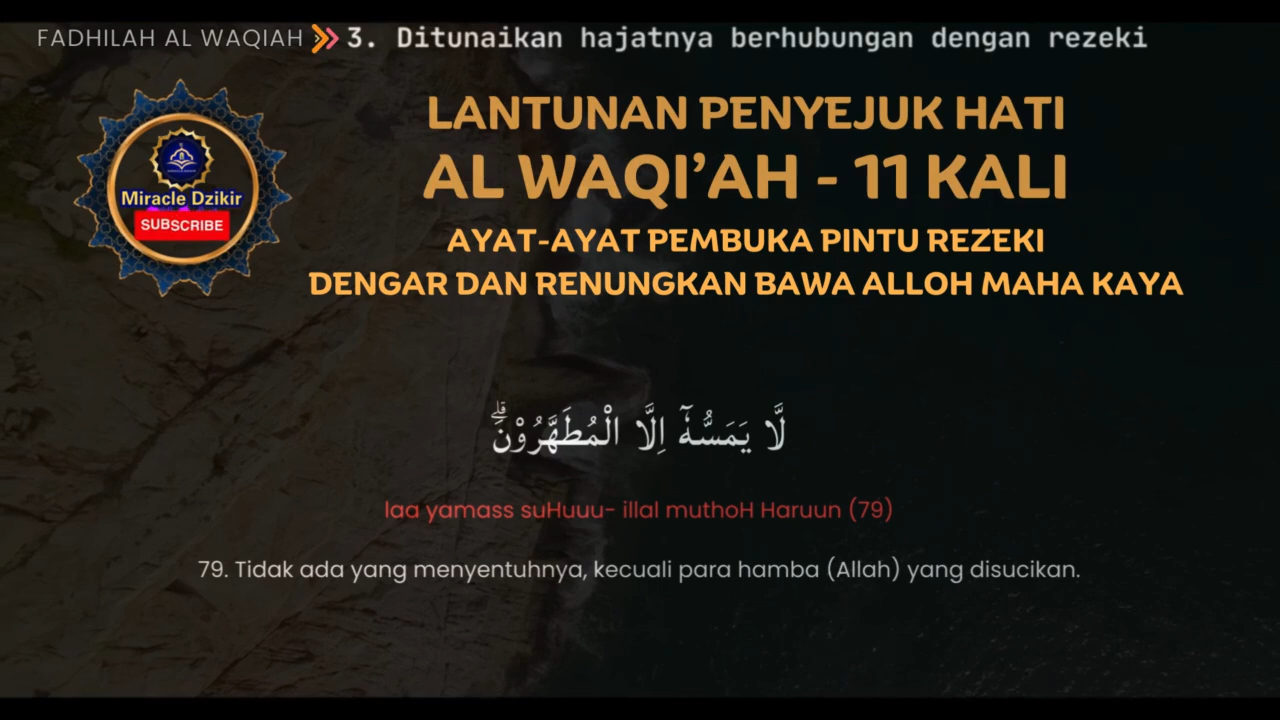 FADHILAH AL WAQIAH 3. Ditunaikan hajatnya berhubungan dengan rezeki
LANTUNAN PENYEJUK HATI
AL WAQI'AH - 11 KALI
AYAT-AYAT PEMBUKA PINTU REZEKI
DENGAR DAN RENUNGKAN BAWA ALLOH MAHA KAYA
Miracle Dzikir
SUBSCRIBE
لَّا يَمَسُّهٗٓ اِلَّا الْمُطَهَّرُوْنَۗ
laa yamass suHuuu- illal muthoH Haruun (79)
79. Tidak ada yang menyentuhnya, kecuali para hamba (Allah) yang disucikan.